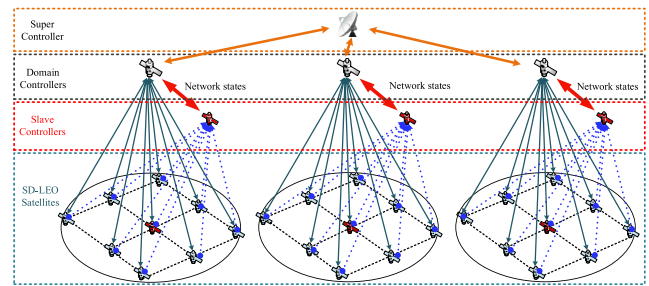 Super
Controller
Domain
Controllers
Network states
Network states
Network states
Slave
Controllers
SD-LEO
Satellites